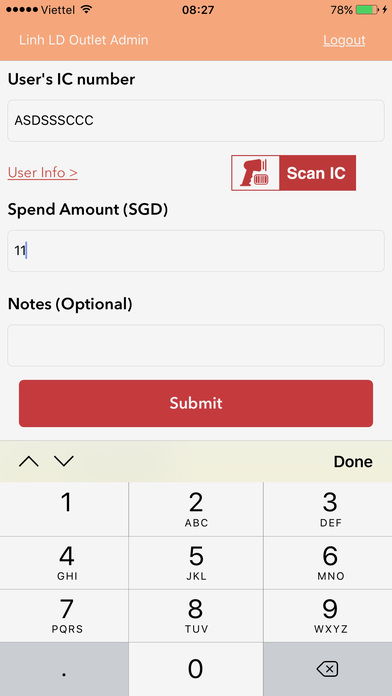 Viettel 08:27 78%
Linh LD Outlet Admin Logout
User's IC number
ASDSSSCCC
User Info > Scan IC
Spend Amount (SGD)
11
Notes (Optional)
Submit
Done
1 2 3
ABC DEF
4 5 6
GHI JKL MNO
7 8 9
PQRS TUV WXYZ
. 0